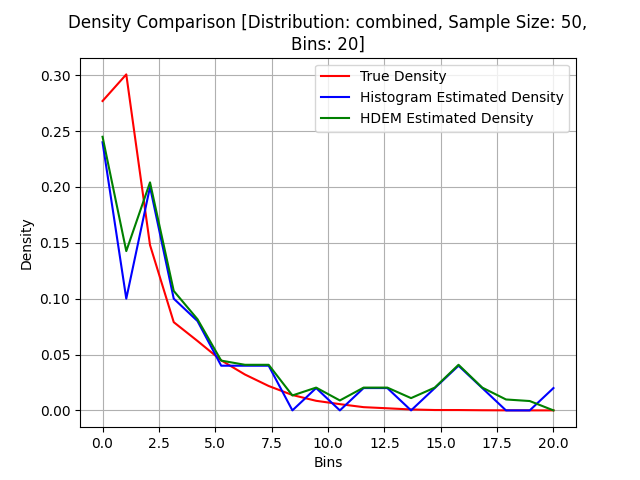 Density Comparison [Distribution: combined, Sample Size: 50,
Bins: 20]
True Density
Histogram Estimated Density
HDEM Estimated Density
Density
0.30
0.25
0.20
0.15
0.10
0.05
0.00
0.0 2.5 5.0 7.5 10.0 12.5 15.0 17.5 20.0
Bins